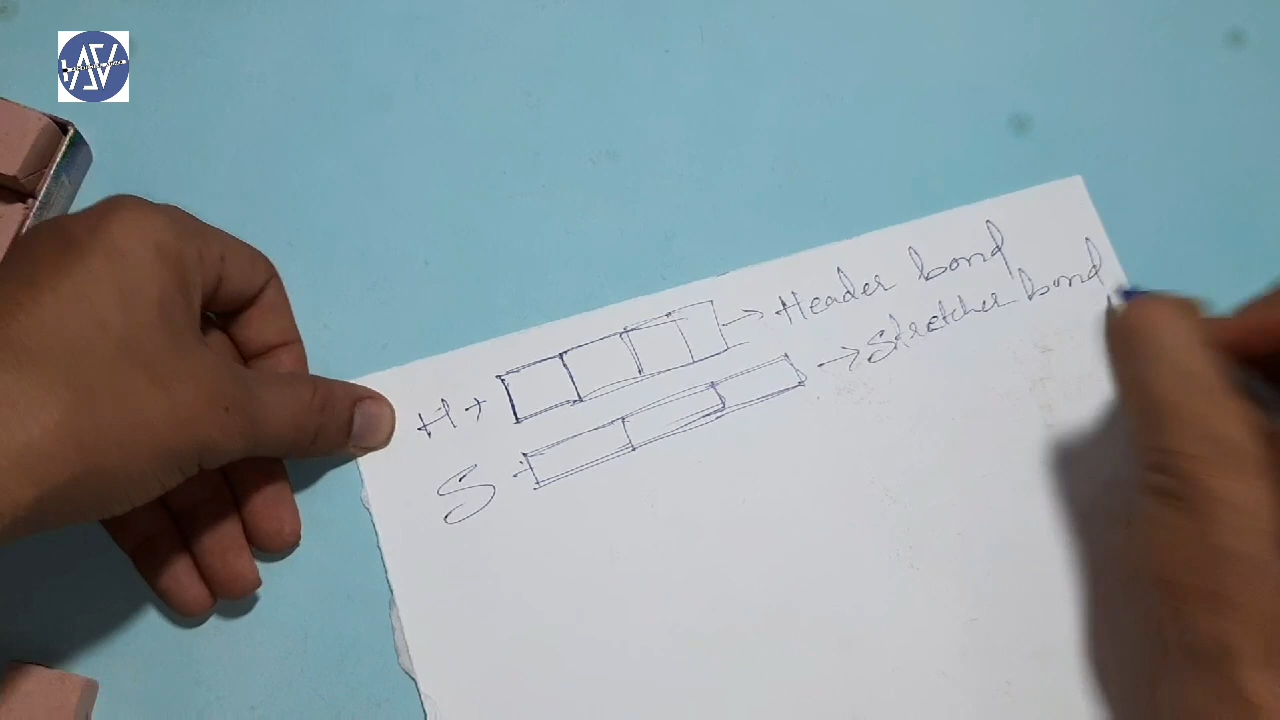 H → Header bond
S → Stretcher bond